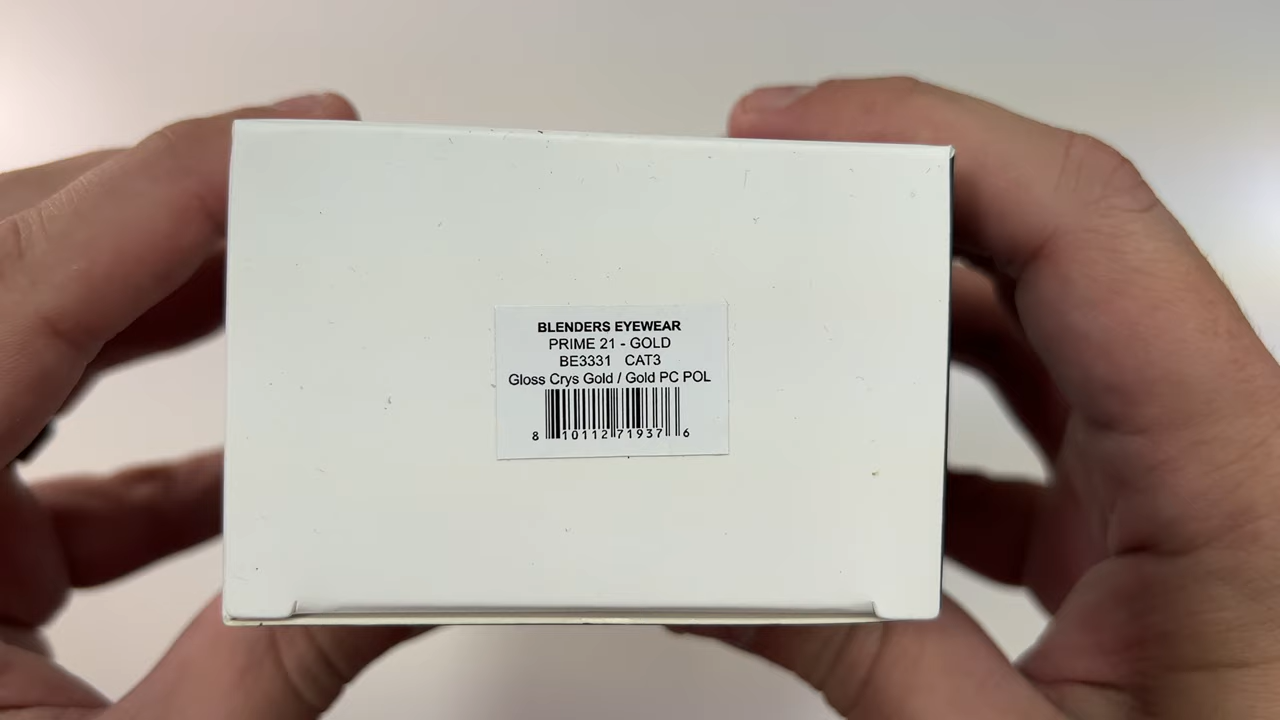 BLENDERS EYEWEAR
PRIME 21 - GOLD
BE3331 CAT3
Gloss Crys Gold / Gold PC POL
8 10112 71937 6